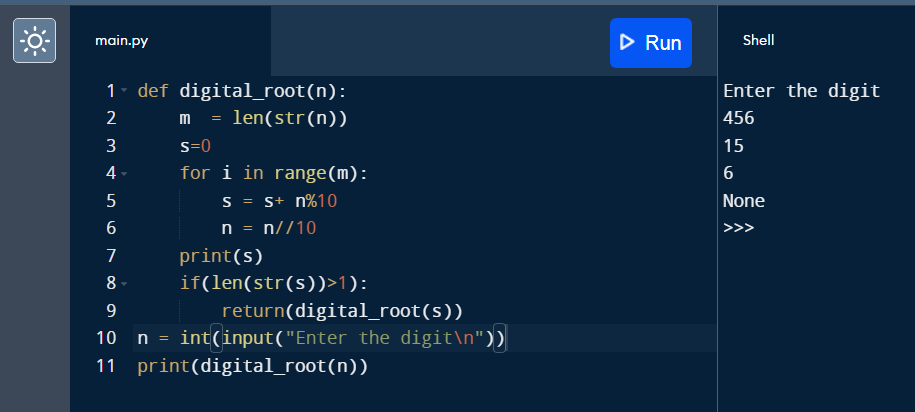 main.py
Run
Shell
1 def digital_root(n):
2     m  = len(str(n))
3     s=0
4     for i in range(m):
5         s = s+ n%10
6         n = n//10
7     print(s)
8     if(len(str(s))>1):
9         return(digital_root(s))
10 n = int(input("Enter the digit\n"))
11 print(digital_root(n))
Enter the digit
456
15
6
None
>>>